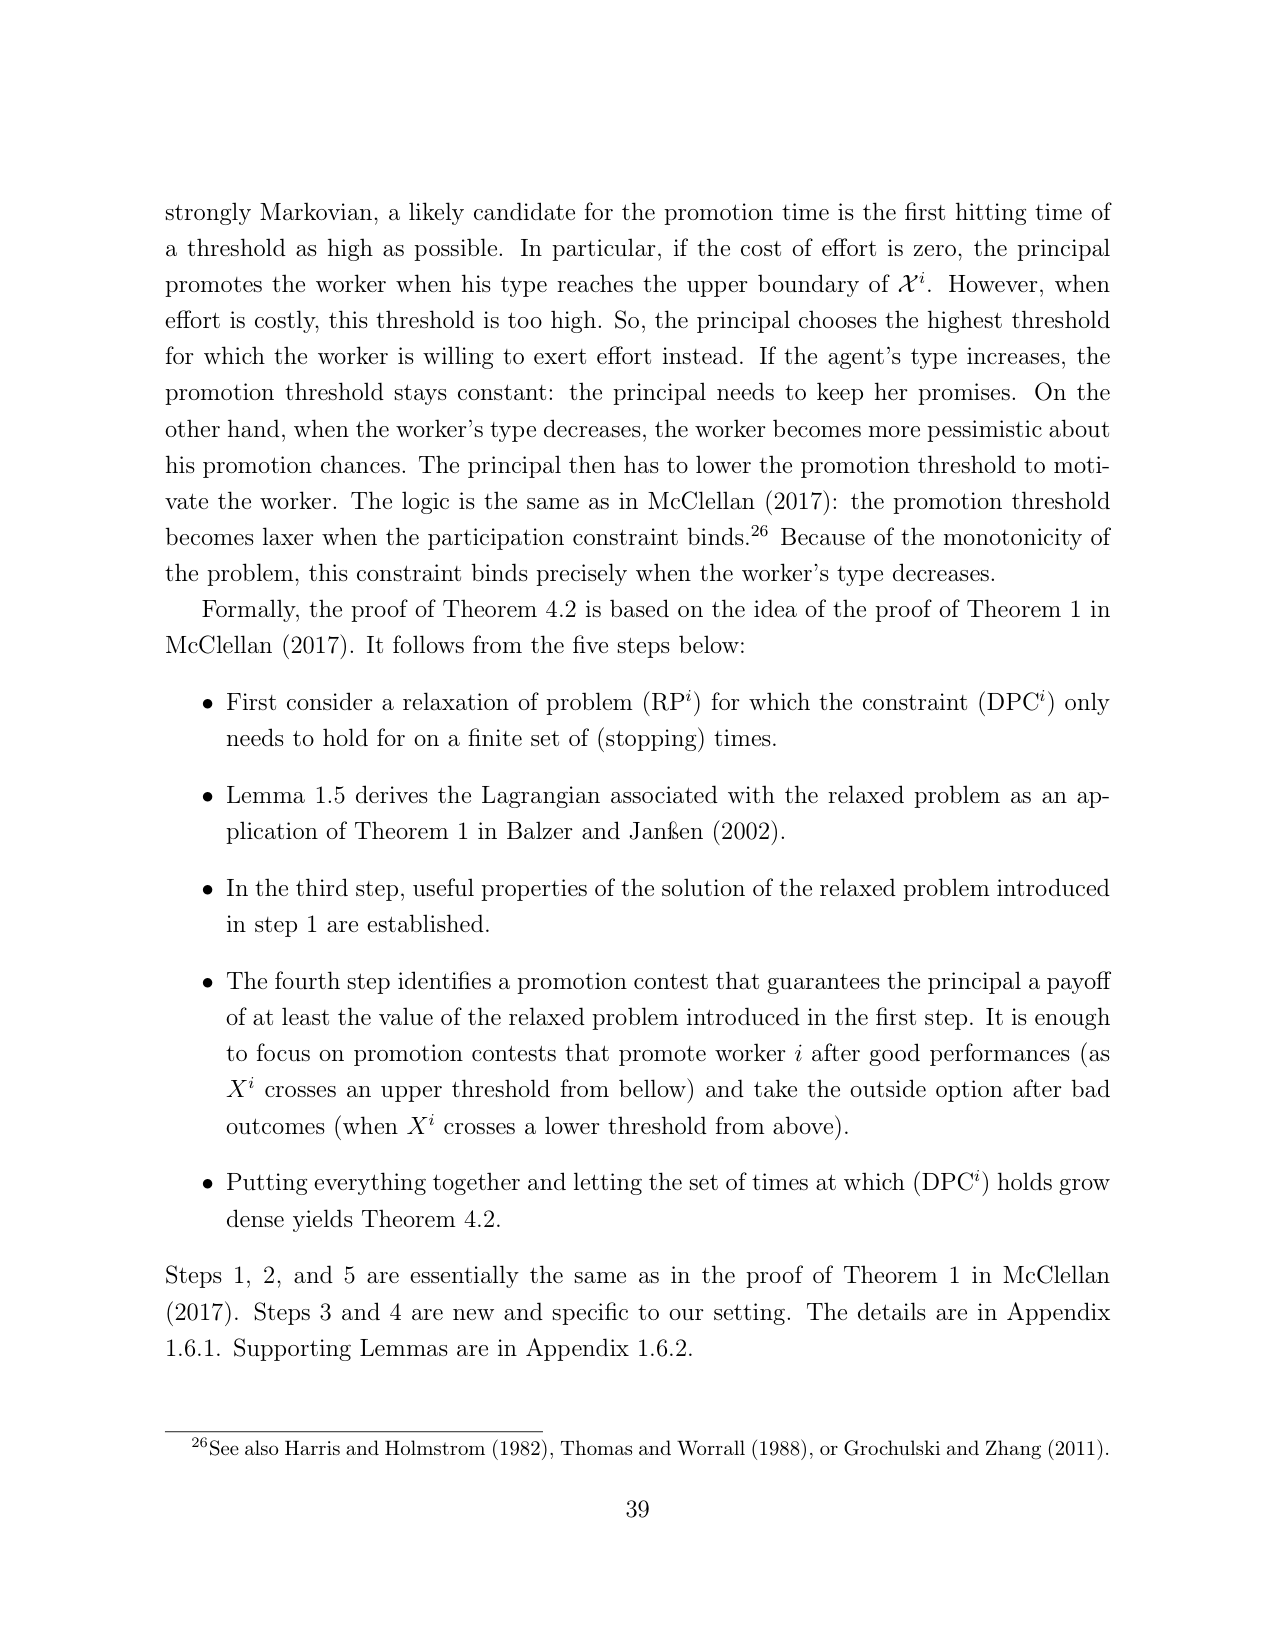 strongly Markovian, a likely candidate for the promotion time is the first hitting time of
a threshold as high as possible. In particular, if the cost of effort is zero, the principal
promotes the worker when his type reaches the upper boundary of 𝒳ⁱ. However, when
effort is costly, this threshold is too high. So, the principal chooses the highest threshold
for which the worker is willing to exert effort instead. If the agent's type increases, the
promotion threshold stays constant: the principal needs to keep her promises. On the
other hand, when the worker's type decreases, the worker becomes more pessimistic about
his promotion chances. The principal then has to lower the promotion threshold to moti-
vate the worker. The logic is the same as in McClellan (2017): the promotion threshold
becomes laxer when the participation constraint binds.²⁶ Because of the monotonicity of
the problem, this constraint binds precisely when the worker's type decreases.
Formally, the proof of Theorem 4.2 is based on the idea of the proof of Theorem 1 in
McClellan (2017). It follows from the five steps below:
• First consider a relaxation of problem (RPⁱ) for which the constraint (DPCⁱ) only
needs to hold for on a finite set of (stopping) times.
• Lemma 1.5 derives the Lagrangian associated with the relaxed problem as an ap-
plication of Theorem 1 in Balzer and Janßen (2002).
• In the third step, useful properties of the solution of the relaxed problem introduced
in step 1 are established.
• The fourth step identifies a promotion contest that guarantees the principal a payoff
of at least the value of the relaxed problem introduced in the first step. It is enough
to focus on promotion contests that promote worker i after good performances (as
Xⁱ crosses an upper threshold from bellow) and take the outside option after bad
outcomes (when Xⁱ crosses a lower threshold from above).
• Putting everything together and letting the set of times at which (DPCⁱ) holds grow
dense yields Theorem 4.2.
Steps 1, 2, and 5 are essentially the same as in the proof of Theorem 1 in McClellan
(2017). Steps 3 and 4 are new and specific to our setting. The details are in Appendix
1.6.1. Supporting Lemmas are in Appendix 1.6.2.
²⁶See also Harris and Holmstrom (1982), Thomas and Worrall (1988), or Grochulski and Zhang (2011).
39